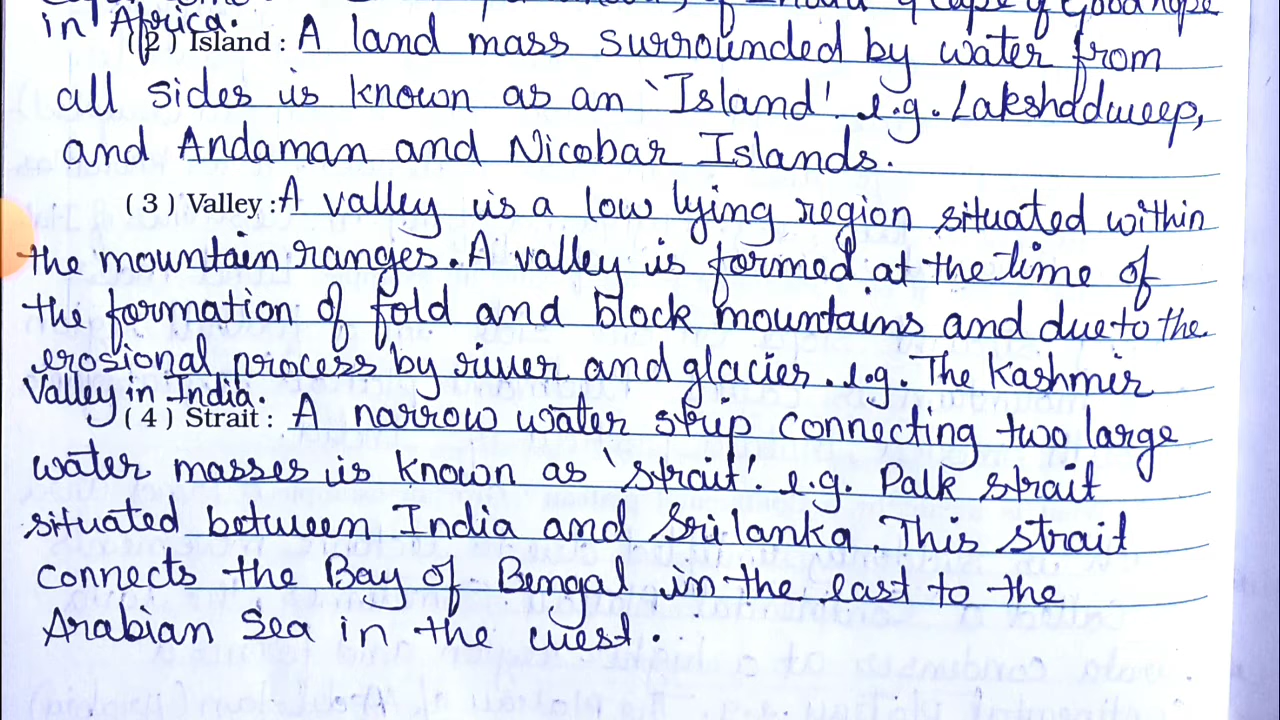 of Good hope
in Africa.
(2) Island : A land mass surrounded by water from
all sides is known as an 'Island'. e.g. Lakshadweep,
and Andaman and Nicobar Islands.
(3) Valley : A valley is a low lying region situated within
the mountain ranges. A valley is formed at the time of
the formation of fold and block mountains and due to the
erosional process by river and glacier. e.g. The Kashmir
Valley in India.
(4) Strait : A narrow water strip connecting two large
water masses is known as 'strait'. e.g. Palk strait
situated between India and Srilanka. This strait
connects the Bay of Bengal in the east to the
Arabian Sea in the west.